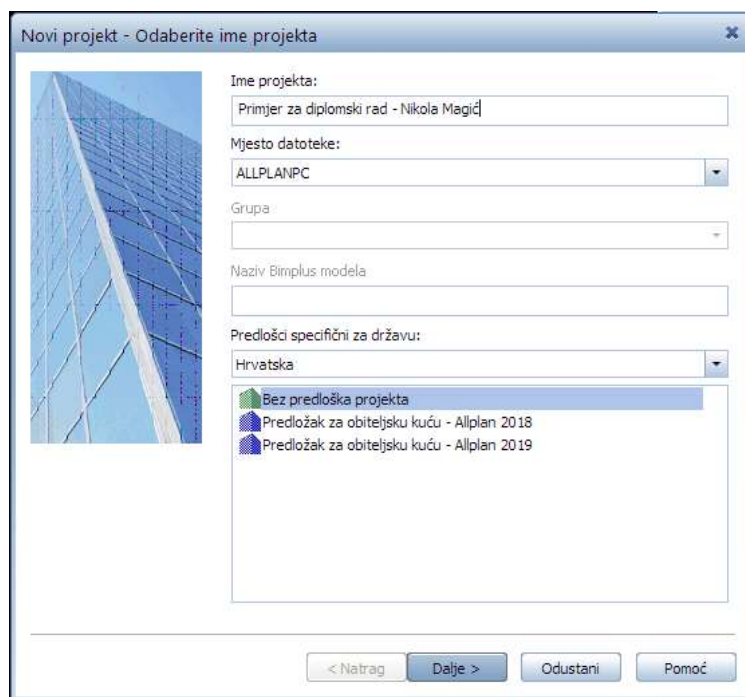 Novi projekt - Odaberite ime projekta
Ime projekta:
Primjer za diplomski rad - Nikola Magić
Mjesto datoteke:
ALLPLANPC
Grupa
Naziv Bimplus modela
Predlošci specifični za državu:
Hrvatska
Bez predloška projekta
Predložak za obiteljsku kuću - Allplan 2018
Predložak za obiteljsku kuću - Allplan 2019
< Natrag Dalje > Odustani Pomoć